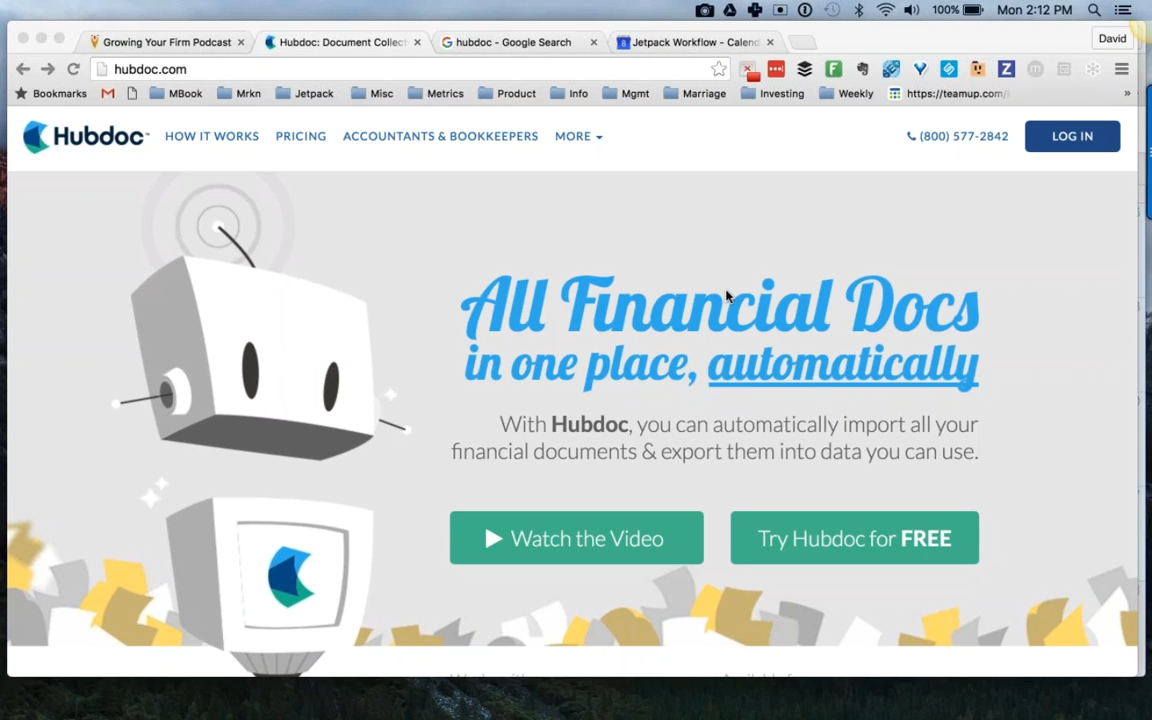 100% Mon 2:12 PM
Growing Your Firm Podcast × Hubdoc: Document Collect × hubdoc - Google Search × Jetpack Workflow - Calend × David
hubdoc.com
Bookmarks MBook Mrkn Jetpack Misc Metrics Product Info Mgmt Marriage Investing Weekly https://teamup.com/ »
Hubdoc™ HOW IT WORKS PRICING ACCOUNTANTS & BOOKKEEPERS MORE (800) 577-2842 LOG IN
All Financial Docs
in one place, automatically
With Hubdoc, you can automatically import all your
financial documents & export them into data you can use.
Watch the Video Try Hubdoc for FREE